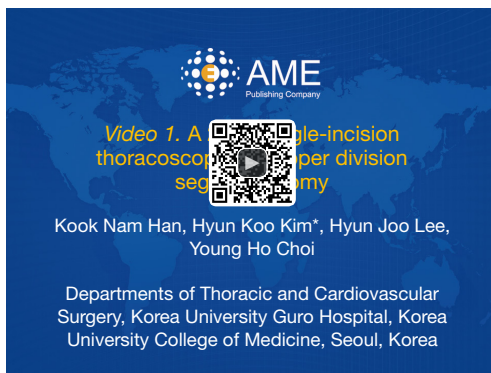 AME
Publishing Company
Video 1. A gle-incision
thoracoscop per division
seg omy
Kook Nam Han, Hyun Koo Kim*, Hyun Joo Lee,
Young Ho Choi
Departments of Thoracic and Cardiovascular
Surgery, Korea University Guro Hospital, Korea
University College of Medicine, Seoul, Korea